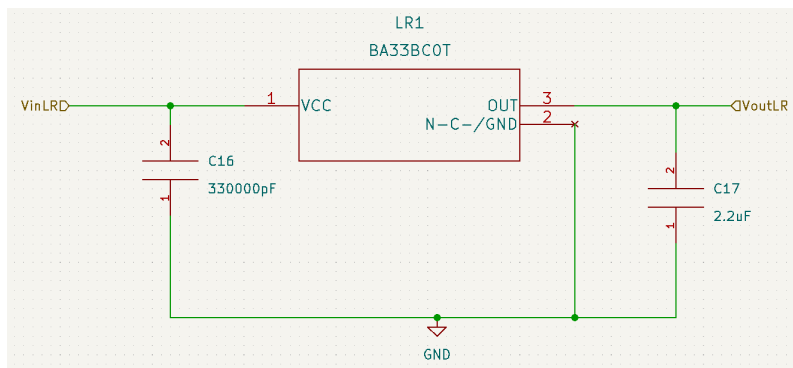 LR1
BA33BC0T
VinLR
1
VCC
OUT
3
VoutLR
N-C-/GND
2
2
C16
330000pF
1
2
C17
2.2uF
1
GND